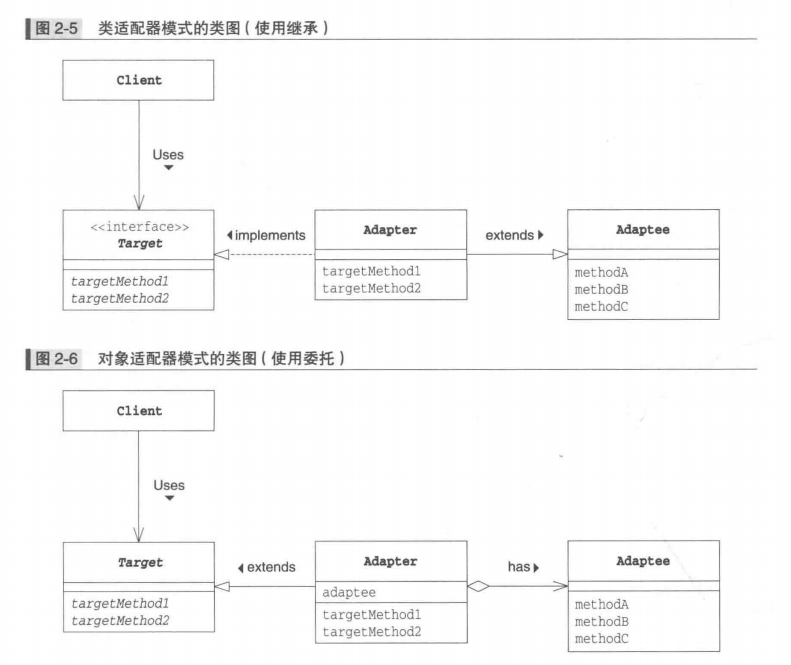 图 2-5 类适配器模式的类图（使用继承）
Client
Uses
<<interface>>
Target
targetMethod1
targetMethod2
implements
Adapter
targetMethod1
targetMethod2
extends
Adaptee
methodA
methodB
methodC
图 2-6 对象适配器模式的类图（使用委托）
Client
Uses
Target
targetMethod1
targetMethod2
extends
Adapter
adaptee
targetMethod1
targetMethod2
has
Adaptee
methodA
methodB
methodC